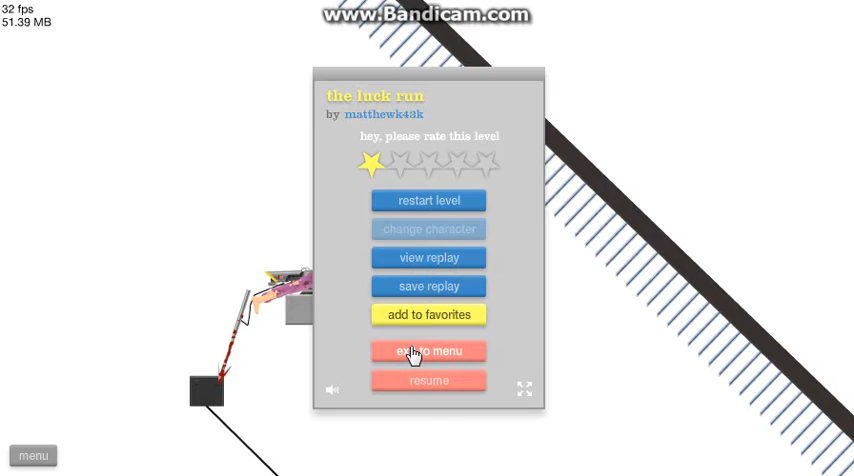 32 fps
51.39 MB
www.Bandicam.com
the luck run
by matthewk43k
hey, please rate this level
restart level
change character
view replay
save replay
add to favorites
exit to menu
resume
menu